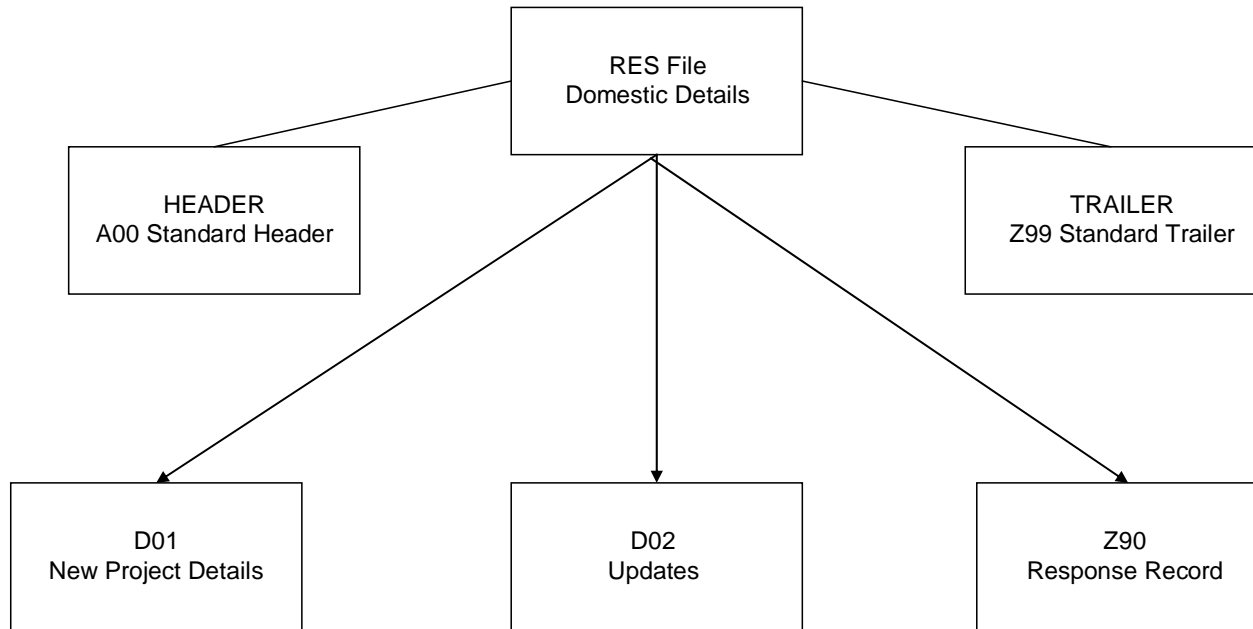 RES File
Domestic Details
HEADER
A00 Standard Header
TRAILER
Z99 Standard Trailer
D01
New Project Details
D02
Updates
Z90
Response Record